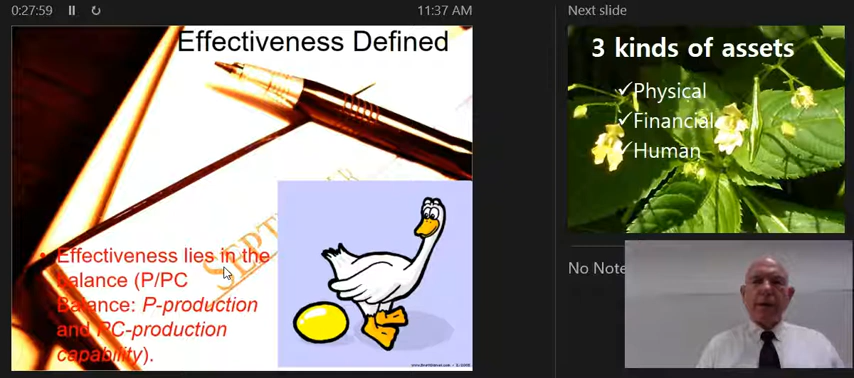 0:27:59
11:37 AM
Effectiveness Defined
SEPTEMBER
• Effectiveness lies in the
balance (P/PC
Balance: P-production
and PC-production
capability).
Next slide
3 kinds of assets
✓Physical
✓Financial
✓Human
No Note